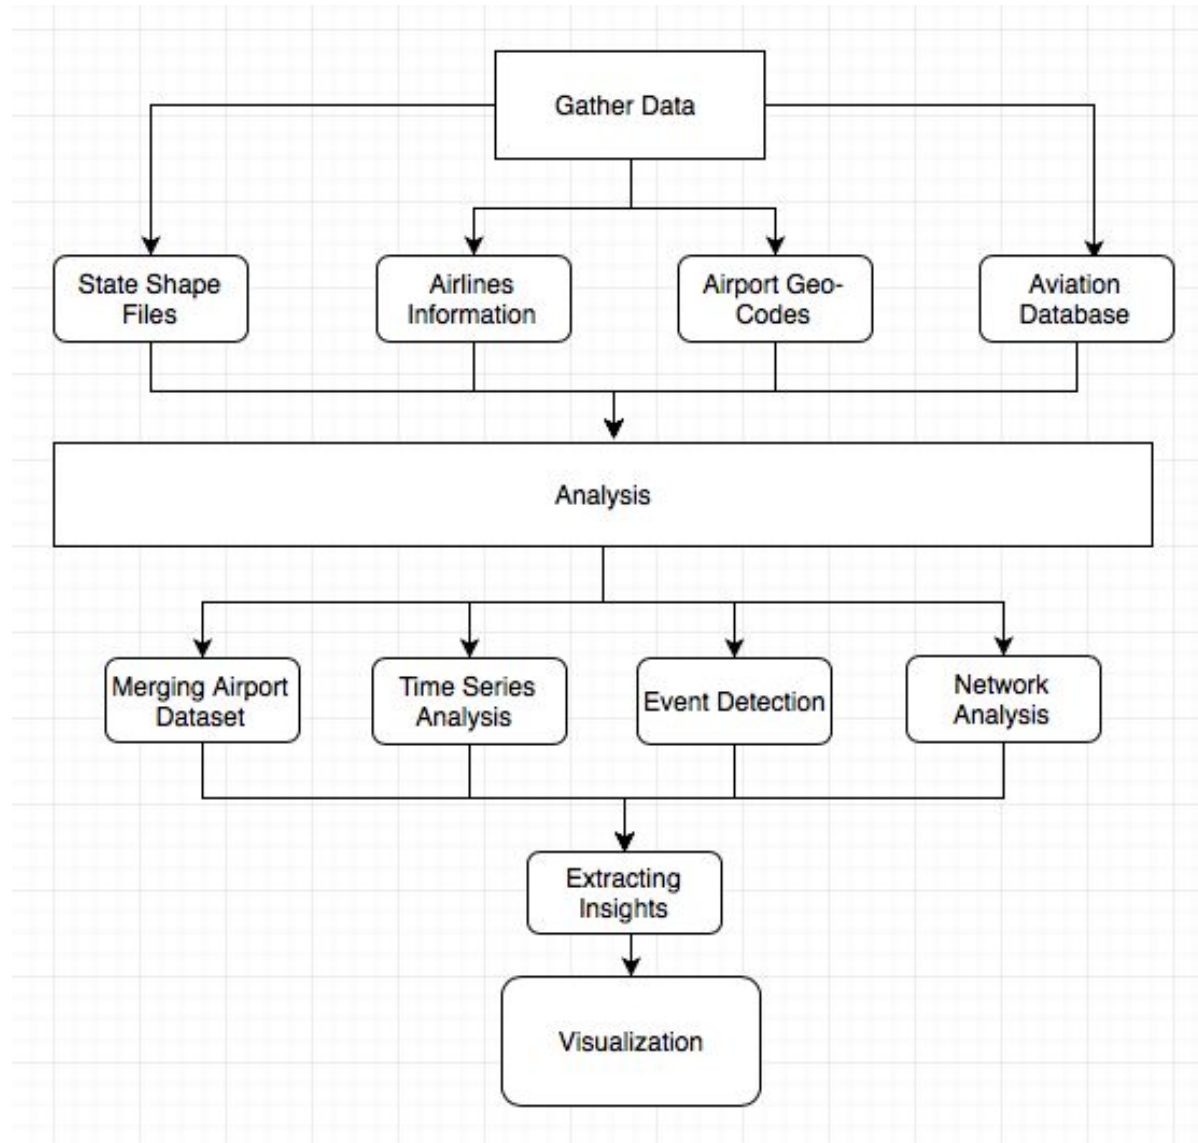 Gather Data
State Shape
Files
Airlines
Information
Airport Geo-
Codes
Aviation
Database
Analysis
Merging Airport
Dataset
Time Series
Analysis
Event Detection
Network
Analysis
Extracting
Insights
Visualization